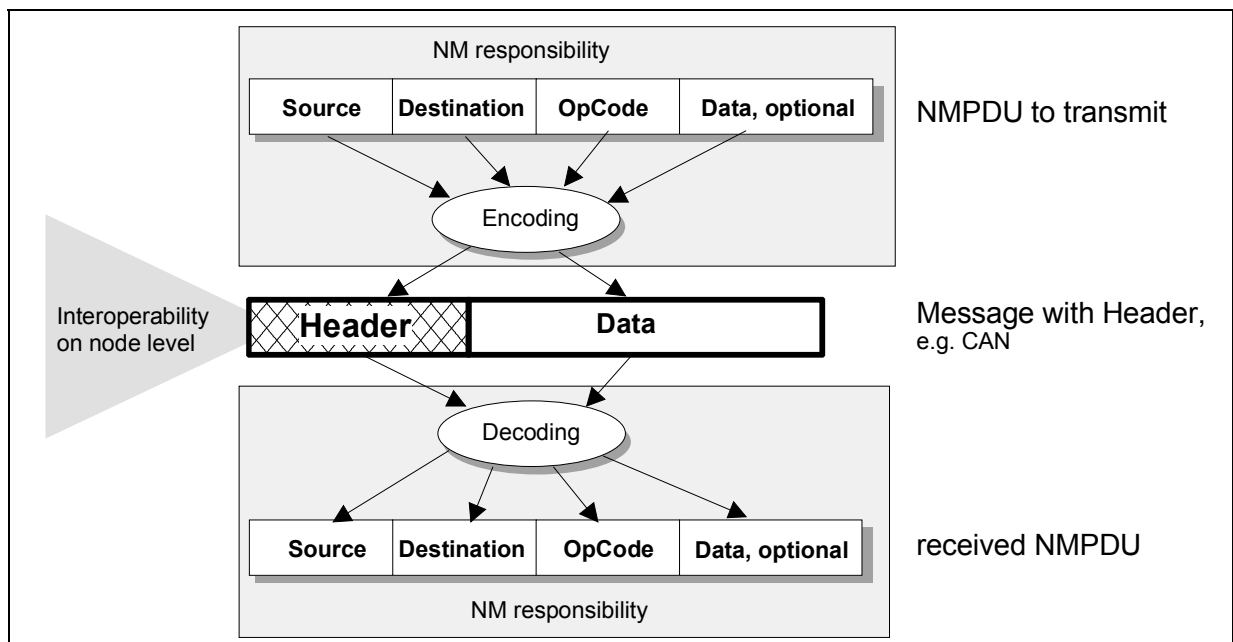 NM responsibility
Source Destination OpCode Data, optional
NMPDU to transmit
Encoding
Interoperability
on node level
Header Data
Message with Header,
e.g. CAN
Decoding
Source Destination OpCode Data, optional
received NMPDU
NM responsibility